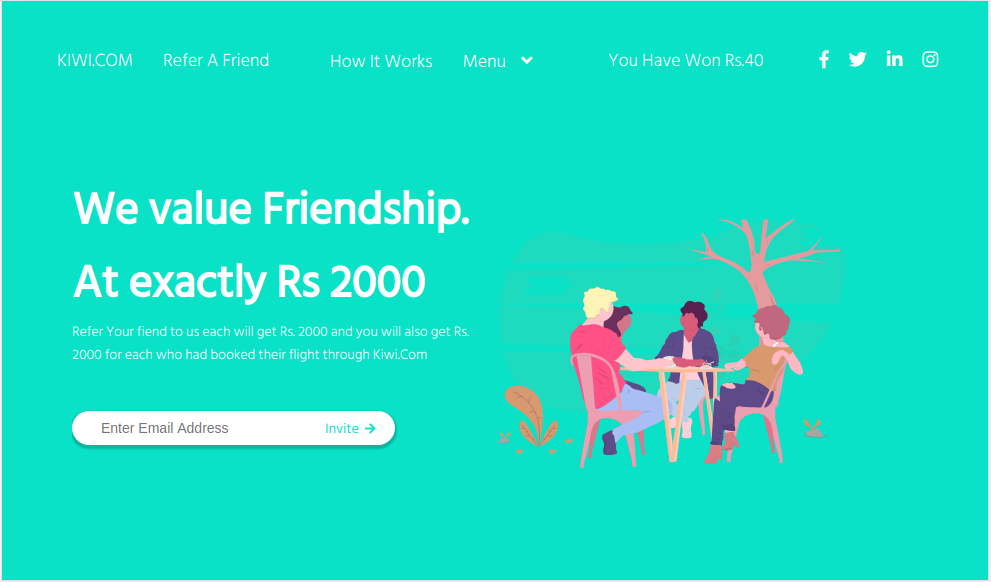 KIWI.COM Refer A Friend How It Works Menu You Have Won Rs.40
We value Friendship.
At exactly Rs 2000
Refer Your fiend to us each will get Rs. 2000 and you will also get Rs.
2000 for each who had booked their flight through Kiwi.Com
Enter Email Address Invite